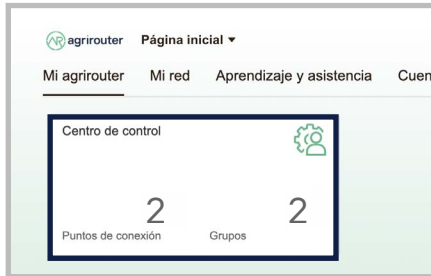 agrirouter Página inicial
Mi agrirouter Mi red Aprendizaje y asistencia
Centro de control
2 2
Puntos de conexión Grupos